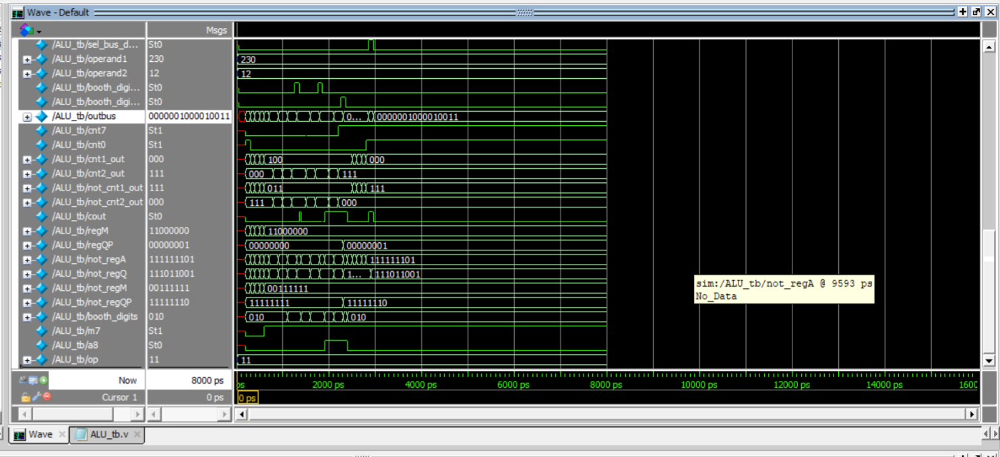 Wave - Default
Msgs
/ALU_tb/sel_bus_d... St0
/ALU_tb/operand1 230 230
/ALU_tb/operand2 12 12
/ALU_tb/booth_digi... St0
/ALU_tb/booth_digi... St0
/ALU_tb/outbus 0000001000010011 0... 0000001000010011
/ALU_tb/cnt7 St1
/ALU_tb/cnt0 St1
/ALU_tb/cnt1_out 000 100 000
/ALU_tb/cnt2_out 111 000 111
/ALU_tb/not_cnt1_out 111 011 111
/ALU_tb/not_cnt2_out 000 111 000
/ALU_tb/cout St0
/ALU_tb/regM 11000000 11000000
/ALU_tb/regQP 00000001 00000000 00000001
/ALU_tb/not_regA 111111101 111111101
/ALU_tb/not_regQ 111011001 1... 111011001
/ALU_tb/not_regM 00111111 00111111
/ALU_tb/not_regQP 11111110 11111111 11111110
/ALU_tb/booth_digits 010 010 010
/ALU_tb/m7 St1
/ALU_tb/a8 St0
/ALU_tb/op 11 11
sim:/ALU_tb/not_regA @ 9593 ps
No_Data
Now 8000 ps ps 2000 ps 4000 ps 6000 ps 8000 ps 10000 ps 12000 ps 14000 ps 1600
Cursor 1 0 ps 0 ps
Wave ALU_tb.v